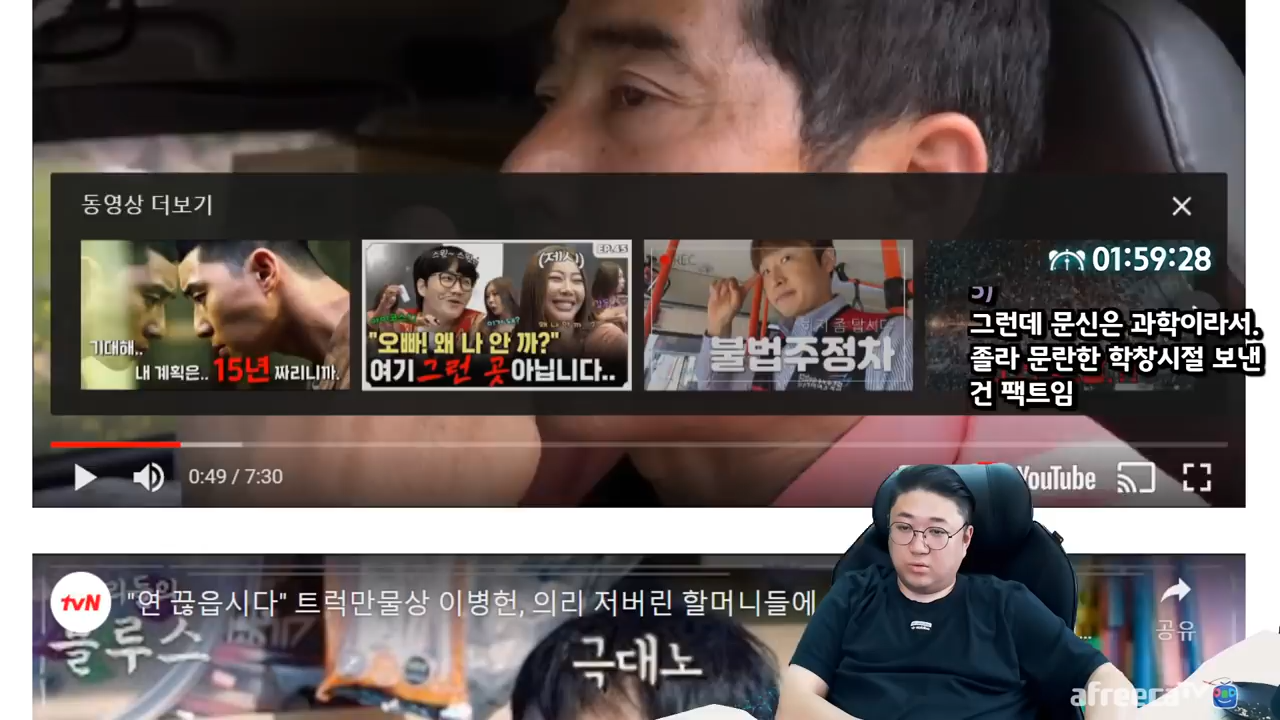 동영상 더보기
기대해..
내 계획은.. 15년 짜리니까.
EP.45
(제시)
"오빠! 왜 나 안 까?"
여기 그런 곳 아닙니다..
REC
불법주정차
01:59:28
그런데 문신은 과학이라서.
졸라 문란한 학창시절 보낸
건 팩트임
0:49 / 7:30
YouTube
tvN
"연 끊읍시다" 트럭만물상 이병헌, 의리 저버린 할머니들에
블루스
극대노
공유
afreecaTV